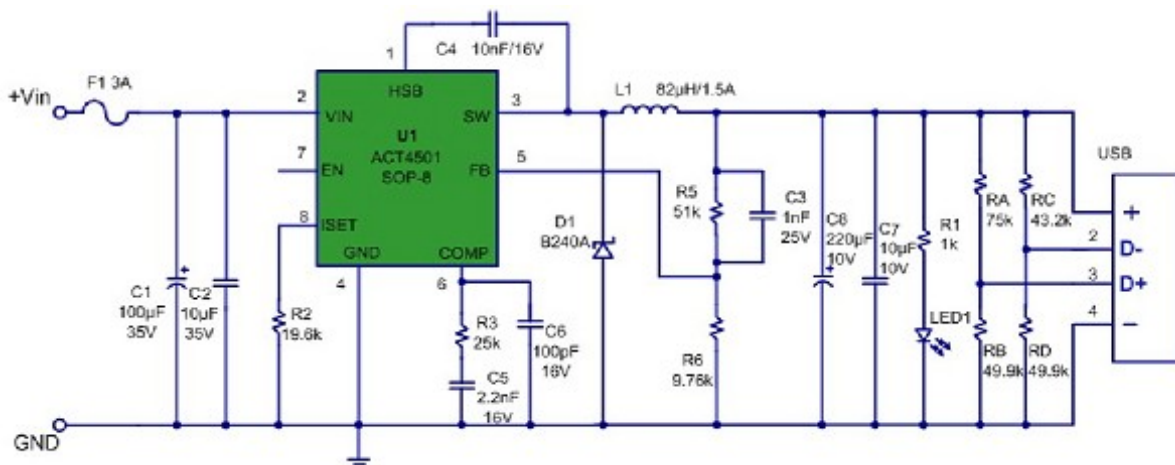 1
C4 10nF/16V
F1 3A
+Vin
2
VIN
HSB
SW
3
L1 82µH/1.5A
U1
ACT4501
SOP-8
7
EN
FB
5
8
ISET
GND
COMP
4
6
C1
100µF
35V
C2
10µF
35V
R2
19.6k
R3
25k
C5
2.2nF
16V
C6
100pF
16V
D1
B240A
R5
51k
C3
1nF
25V
R6
9.76k
C8
220µF
10V
C7
10µF
10V
R1
1k
LED1
RA
75k
RC
43.2k
RB
49.9k
RD
49.9k
USB
+
2
D-
3
D+
4
−
GND